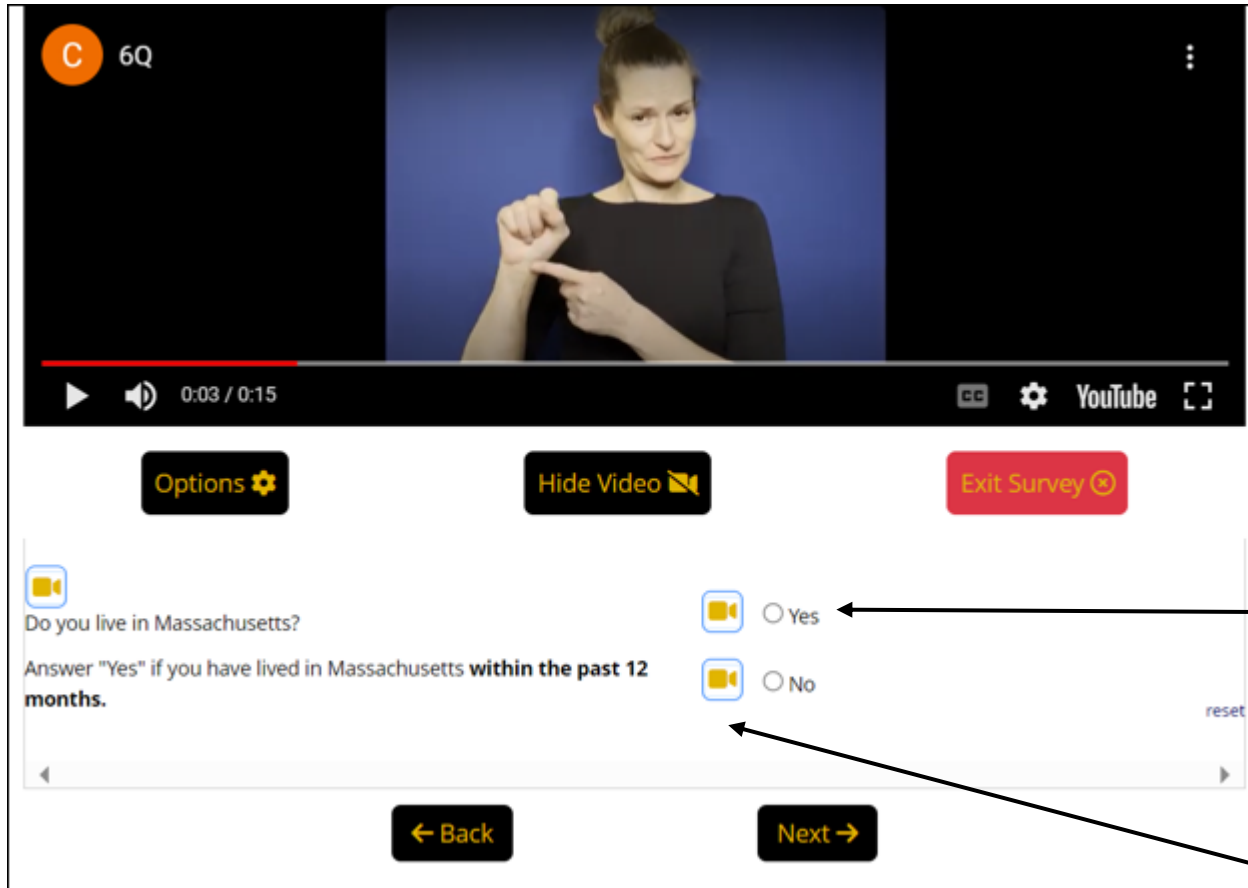 C 6Q
0:03 / 0:15 CC YouTube
Options Hide Video Exit Survey
Do you live in Massachusetts?
Answer "Yes" if you have lived in Massachusetts within the past 12
months.
Yes
No
reset
Back Next